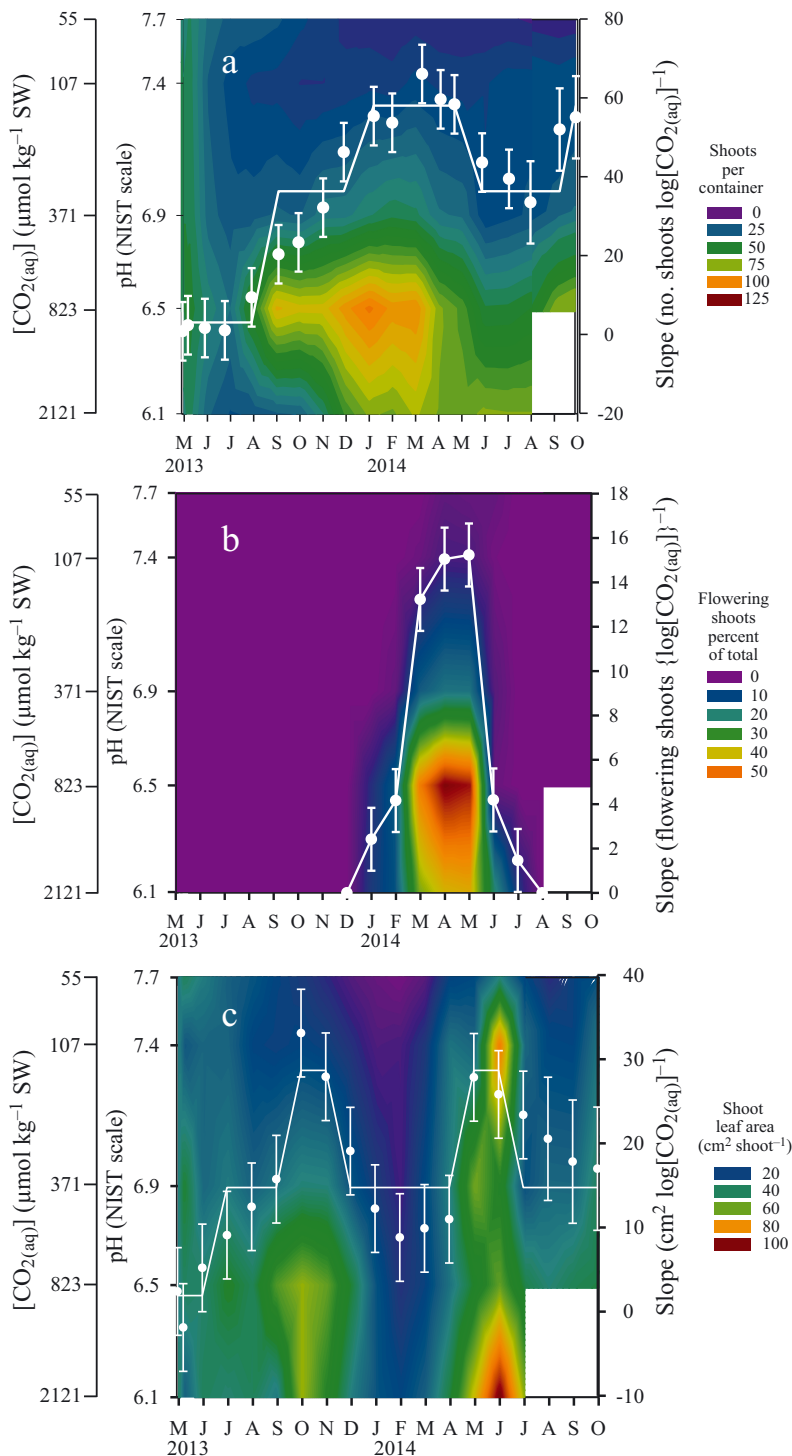 a
[CO2(aq)] (µmol kg–1 SW)
55
107
371
823
2121
pH (NIST scale)
7.7
7.4
6.9
6.5
6.1
80
60
40
20
0
-20
Slope (no. shoots log[CO2(aq)]–1
M J J A S O N D J F M A M J J A S O
2013 2014
Shoots
per
container
0
25
50
75
100
125
b
[CO2(aq)] (µmol kg–1 SW)
55
107
371
823
2121
pH (NIST scale)
7.7
7.4
6.9
6.5
6.1
18
16
14
12
10
8
6
4
2
0
Slope (flowering shoots {log[CO2(aq)]}–1
M J J A S O N D J F M A M J J A S O
2013 2014
Flowering
shoots
percent
of total
0
10
20
30
40
50
c
[CO2(aq)] (µmol kg–1 SW)
55
107
371
823
2121
pH (NIST scale)
7.7
7.4
6.9
6.5
6.1
40
30
20
10
0
-10
Slope (cm2 log[CO2(aq)]–1
M J J A S O N D J F M A M J J A S O
2013 2014
Shoot
leaf area
(cm2 shoot–1)
20
40
60
80
100